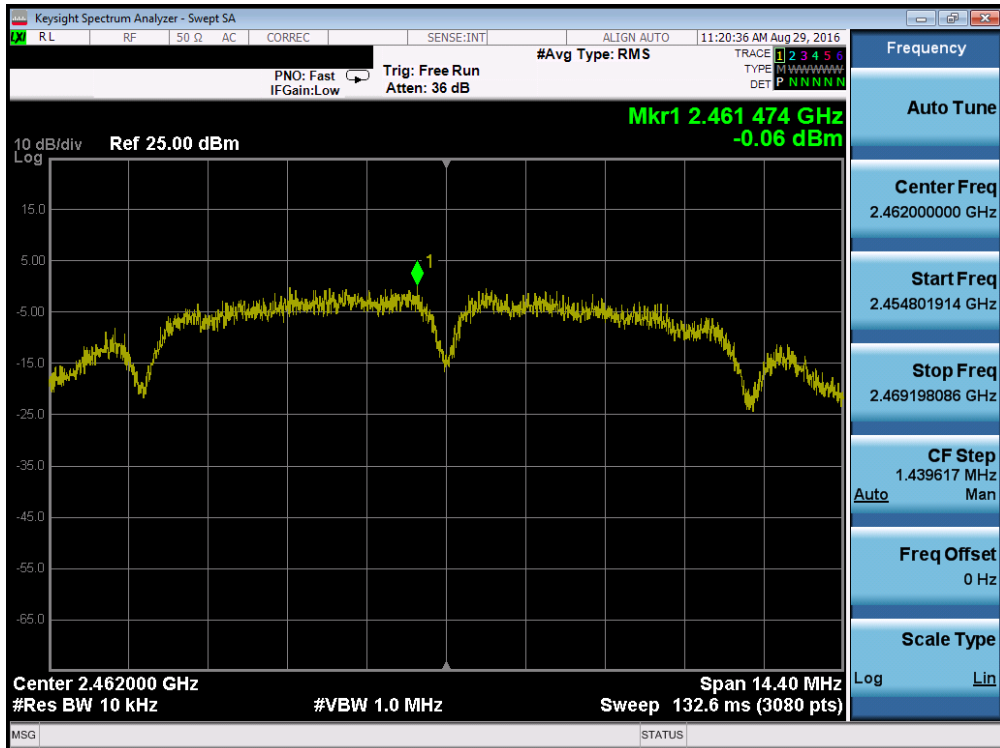 Keysight Spectrum Analyzer - Swept SA
LXI RL RF 50 Ω AC CORREC SENSE:INT ALIGN AUTO 11:20:36 AM Aug 29, 2016
#Avg Type: RMS
TRACE 1 2 3 4 5 6
PNO: Fast Trig: Free Run
TYPE M W W W W W
IFGain:Low Atten: 36 dB
DET P N N N N N
Mkr1 2.461 474 GHz
-0.06 dBm
10 dB/div Ref 25.00 dBm
Log
15.0
5.00
1
-5.00
-15.0
-25.0
-35.0
-45.0
-55.0
-65.0
Center 2.462000 GHz Span 14.40 MHz
#Res BW 10 kHz #VBW 1.0 MHz Sweep 132.6 ms (3080 pts)
MSG STATUS
Frequency
Auto Tune
Center Freq
2.462000000 GHz
Start Freq
2.454801914 GHz
Stop Freq
2.469198086 GHz
CF Step
1.439617 MHz
Auto Man
Freq Offset
0 Hz
Scale Type
Log Lin